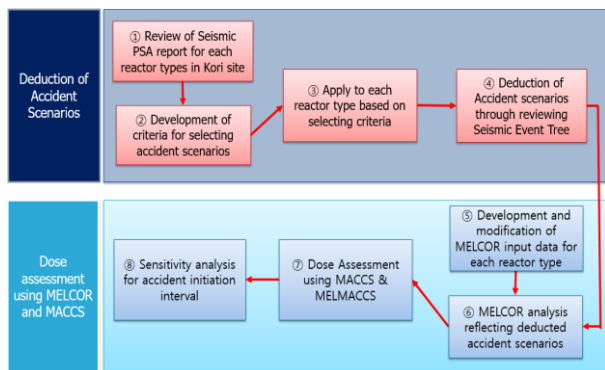 Deduction of
Accident
Scenarios
① Review of Seismic
PSA report for each
reactor types in Kori site
② Development of
criteria for selecting
accident scenarios
③ Apply to each
reactor type based on
selecting criteria
④ Deduction of
Accident scenarios
through reviewing
Seismic Event Tree
Dose
assessment
using MELCOR
and MACCS
⑤ Development and
modification of
MELCOR input data for
each reactor type
⑥ MELCOR analysis
reflecting deducted
accident scenarios
⑦ Dose Assessment
using MACCS &
MELMACCS
⑧ Sensitivity analysis
for accident initiation
interval